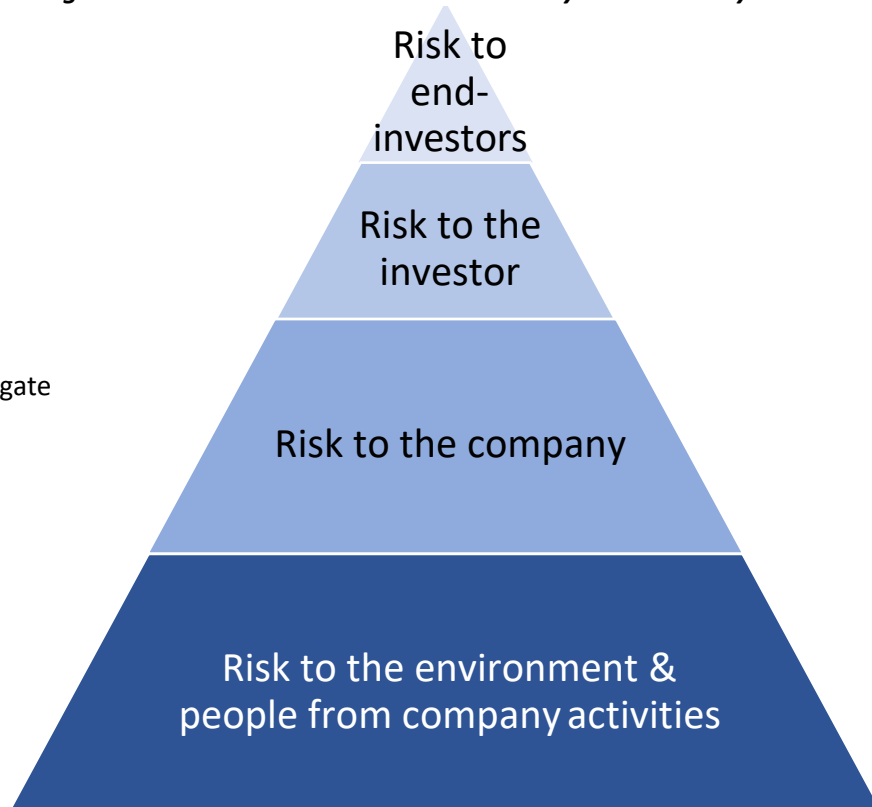 Risk to
end-
investors
Risk to the
investor
gate
Risk to the company
Risk to the environment &
people from company activities